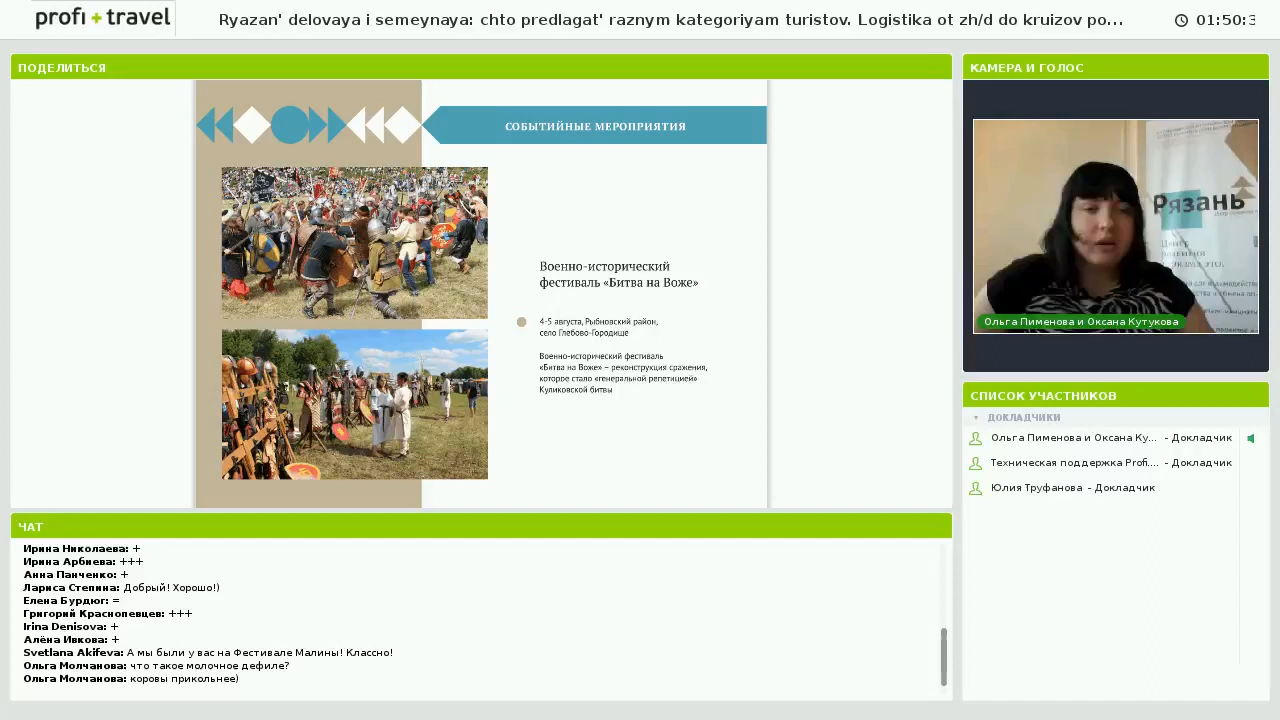 profi + travel
Ryazan' delovaya i semeynaya: chto predlagat' raznym kategoriyam turistov. Logistika ot zh/d do kruizov po...
01:50:3
ПОДЕЛИТЬСЯ
СОБЫТИЙНЫЕ МЕРОПРИЯТИЯ
Военно-исторический
фестиваль «Битва на Воже»
4-5 августа, Рыбновский район,
село Глебово-Городище
Военно-исторический фестиваль
«Битва на Воже» – реконструкция сражения,
которое стало «генеральной репетицией»
Куликовской битвы
КАМЕРА И ГОЛОС
Рязань
Ольга Пименова и Оксана Кутукова
СПИСОК УЧАСТНИКОВ
ДОКЛАДЧИКИ
Ольга Пименова и Оксана Ку... – Докладчик
Техническая поддержка Profi.... – Докладчик
Юлия Труфанова – Докладчик
ЧАТ
Ирина Николаева: +
Ирина Арбиева: +++
Анна Панченко: +
Лариса Степина: Добрый! Хорошо!)
Елена Бурдюг: =
Григорий Краснопевцев: +++
Irina Denisova: +
Алёна Ивкова: +
Svetlana Akifeva: А мы были у вас на Фестивале Малины! Классно!
Ольга Молчанова: что такое молочное дефиле?
Ольга Молчанова: коровы прикольнее)